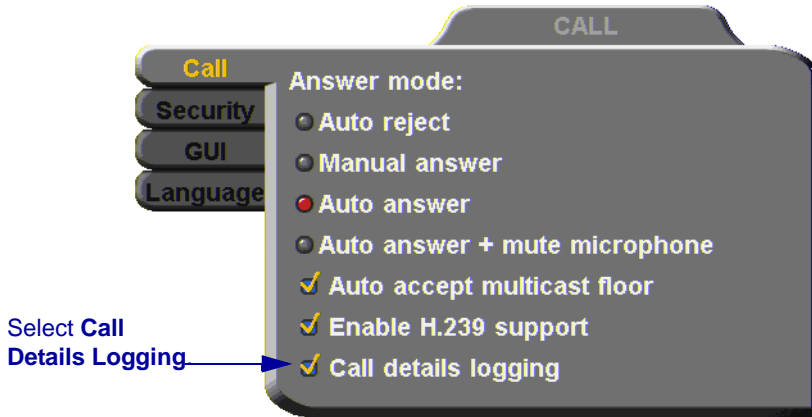 CALL
Call
Security
GUI
Language
Answer mode:
Auto reject
Manual answer
Auto answer
Auto answer + mute microphone
Auto accept multicast floor
Enable H.239 support
Call details logging
Select Call
Details Logging.